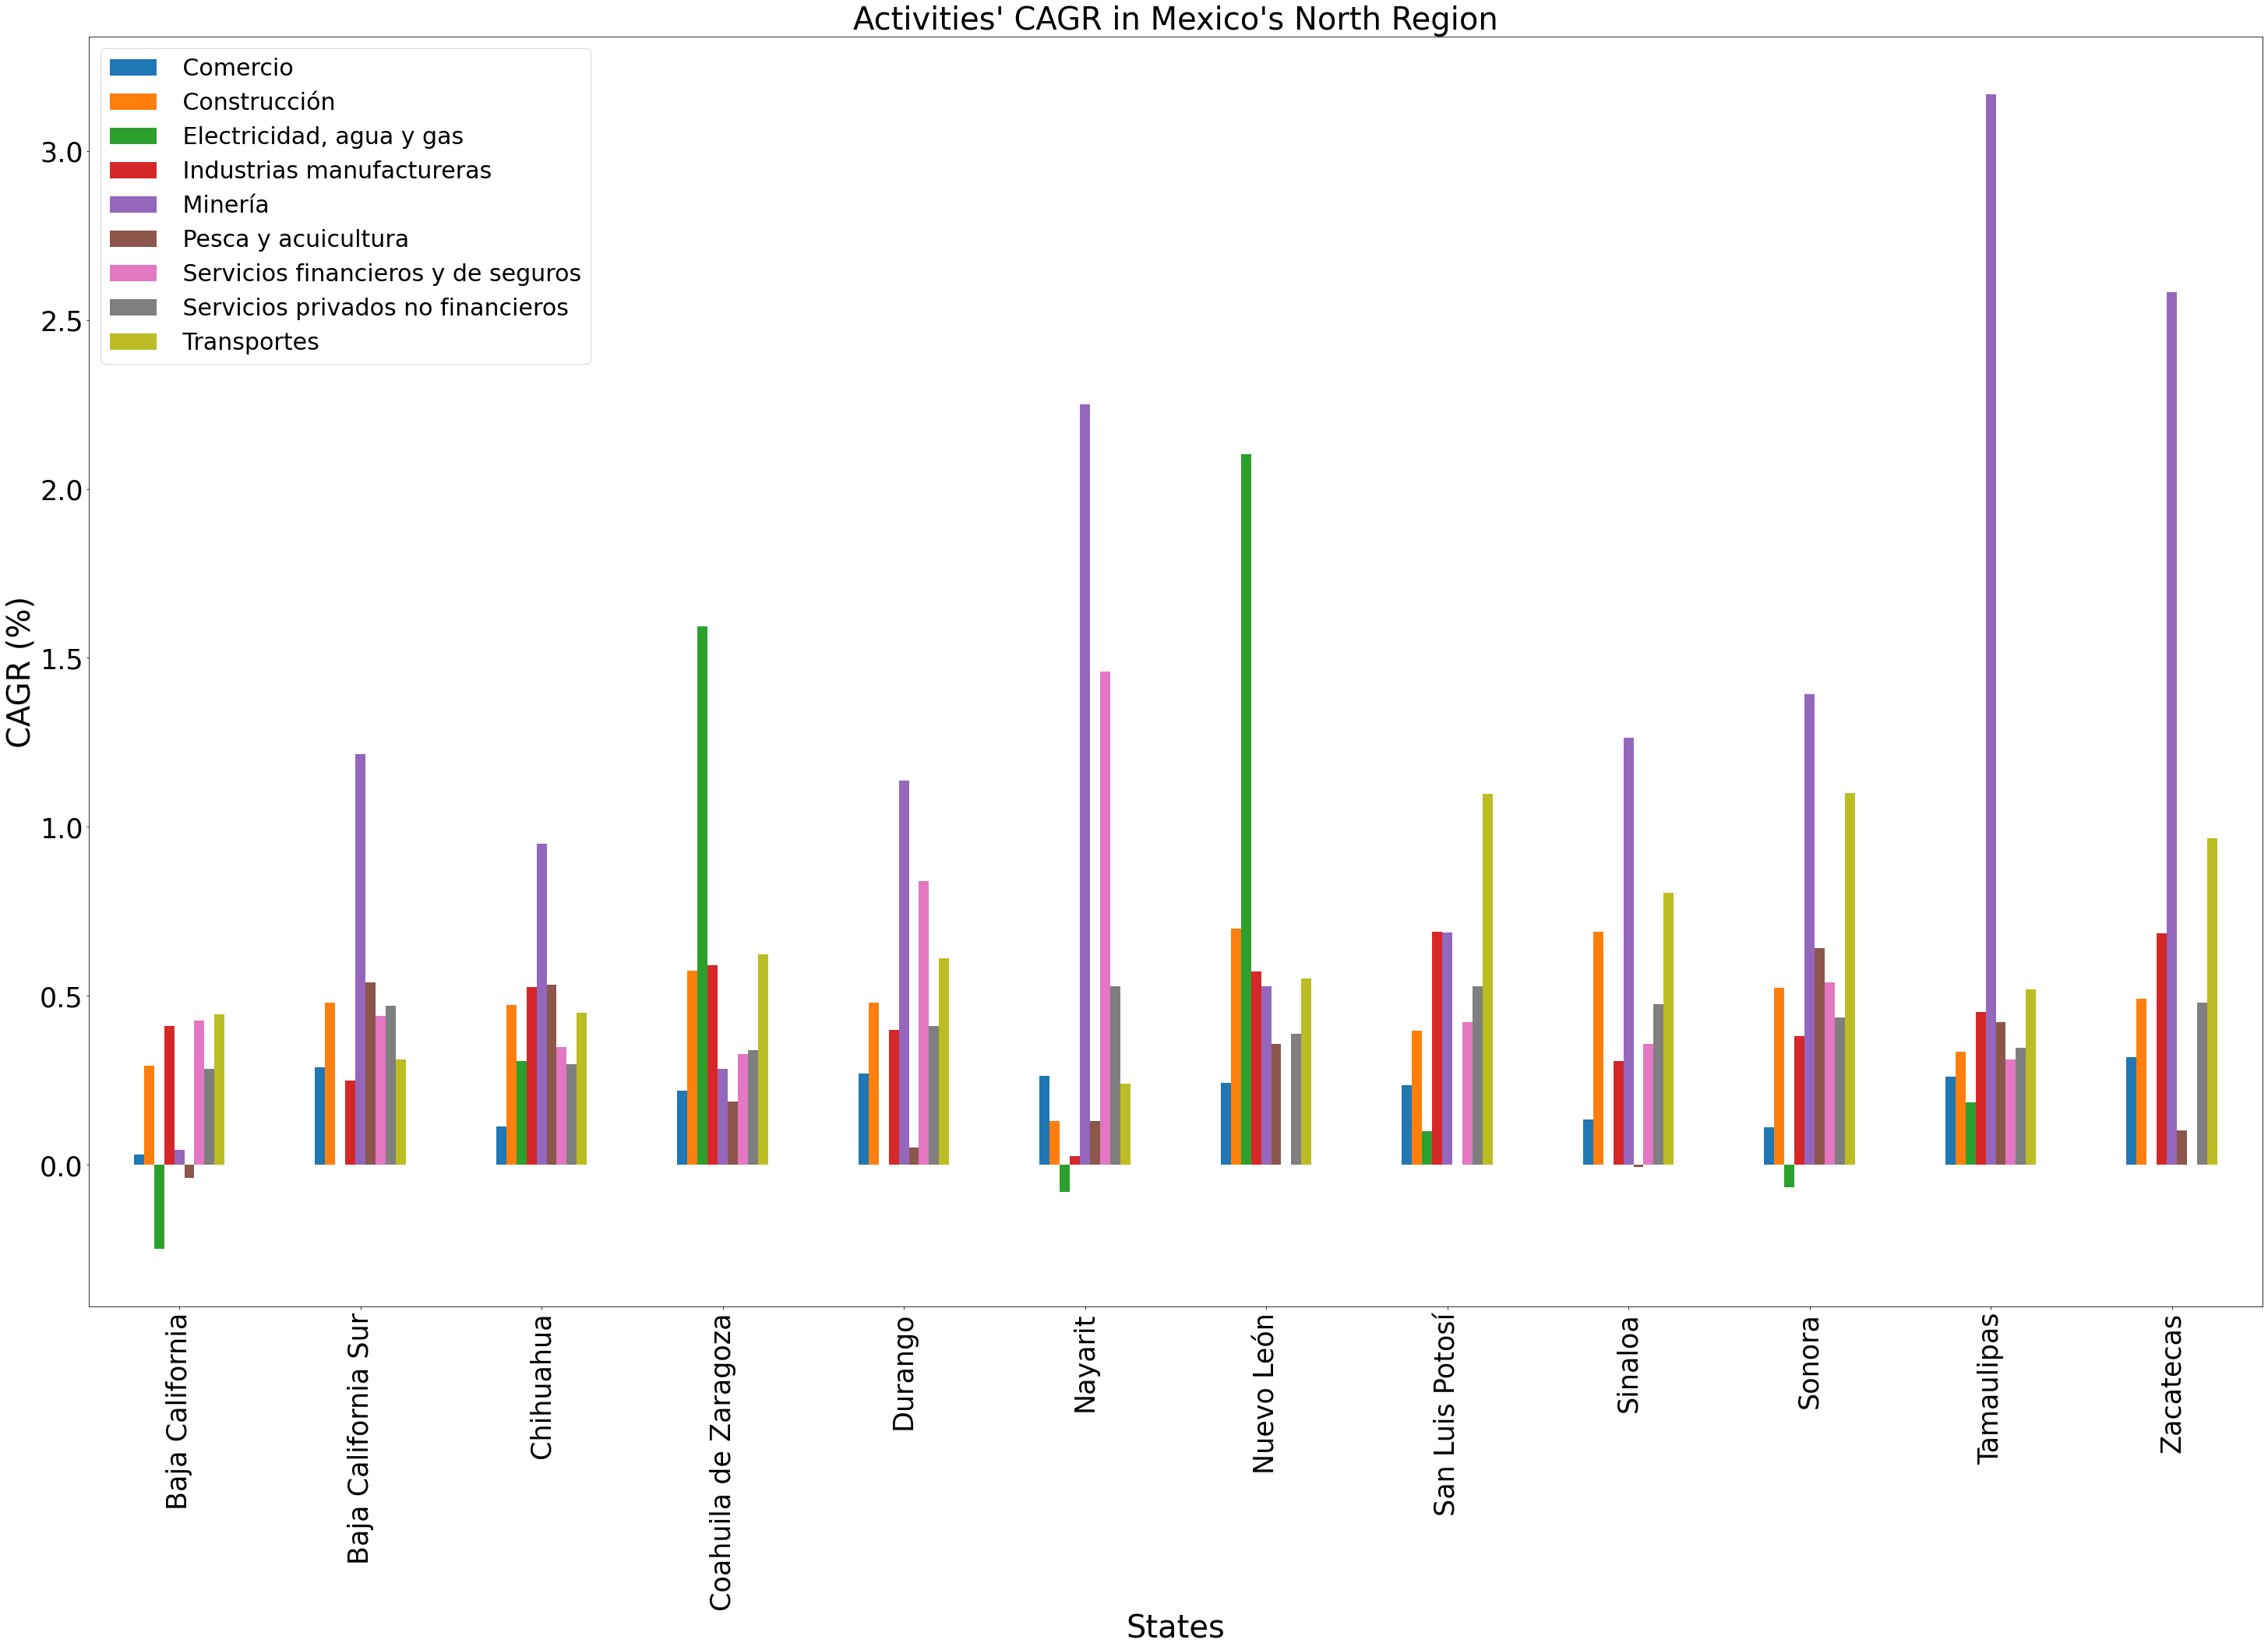 Activities' CAGR in Mexico's North Region
Comercio
Construcción
Electricidad, agua y gas
Industrias manufactureras
Minería
Pesca y acuicultura
Servicios financieros y de seguros
Servicios privados no financieros
Transportes
CAGR (%)
3.0
2.5
2.0
1.5
1.0
0.5
0.0
Baja California
Baja California Sur
Chihuahua
Coahuila de Zaragoza
Durango
Nayarit
Nuevo León
San Luis Potosí
Sinaloa
Sonora
Tamaulipas
Zacatecas
States